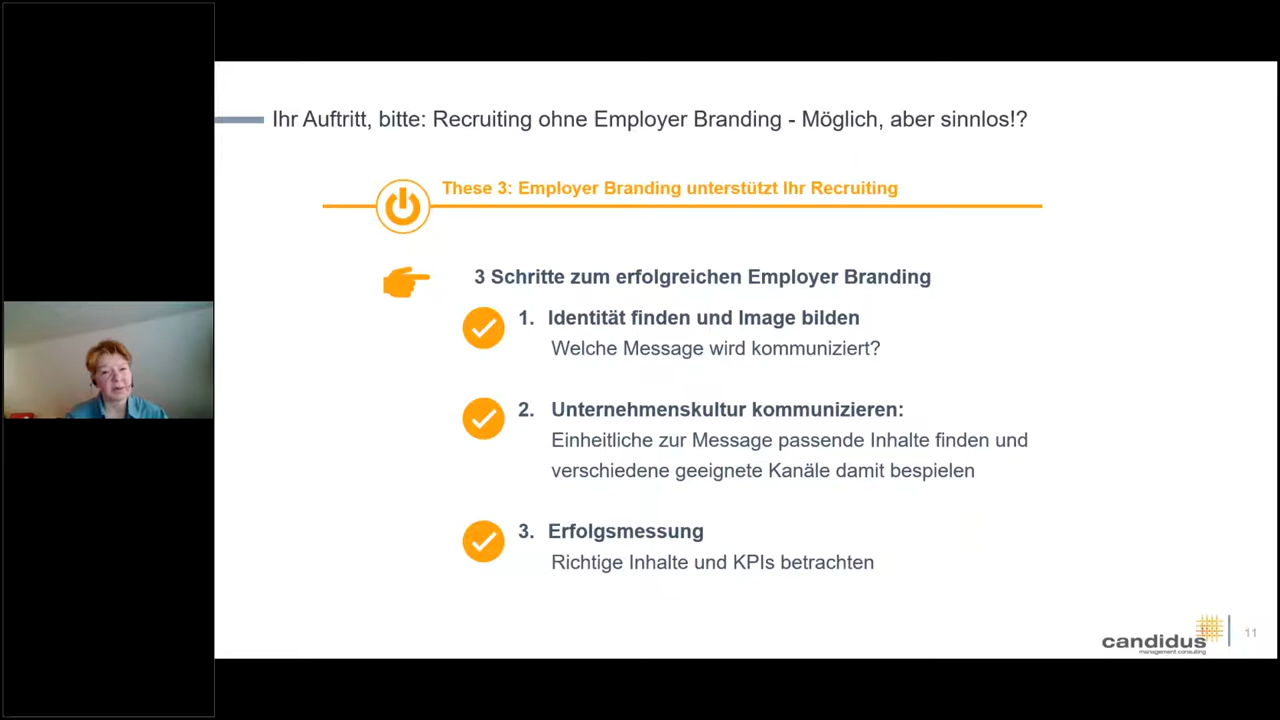 Ihr Auftritt, bitte: Recruiting ohne Employer Branding - Möglich, aber sinnlos!?
These 3: Employer Branding unterstützt Ihr Recruiting
3 Schritte zum erfolgreichen Employer Branding
1. Identität finden und Image bilden
Welche Message wird kommuniziert?
2. Unternehmenskultur kommunizieren:
Einheitliche zur Message passende Inhalte finden und
verschiedene geeignete Kanäle damit bespielen
3. Erfolgsmessung
Richtige Inhalte und KPIs betrachten
candidus
management consulting
11